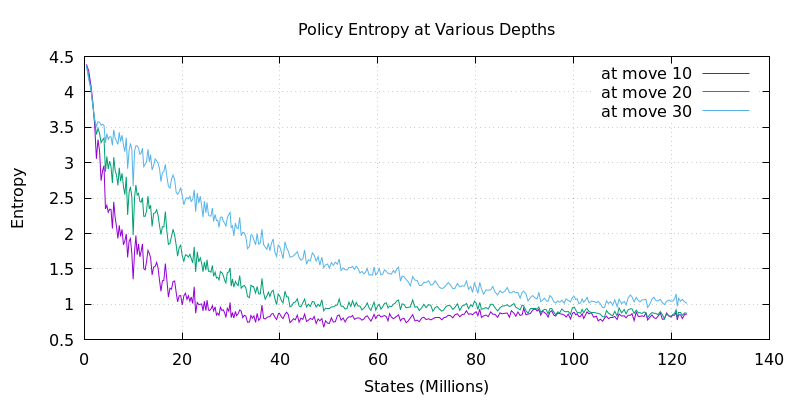 Policy Entropy at Various Depths
4.5
4
3.5
3
2.5
2
1.5
1
0.5
Entropy
at move 10
at move 20
at move 30
0 20 40 60 80 100 120 140
States (Millions)